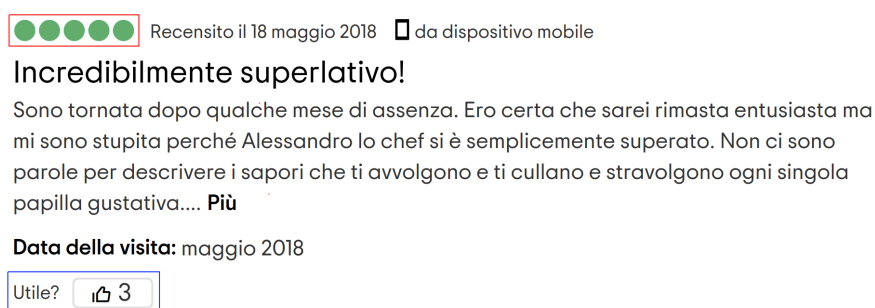 Recensito il 18 maggio 2018 da dispositivo mobile
Incredibilmente superlativo!
Sono tornata dopo qualche mese di assenza. Ero certa che sarei rimasta entusiasta ma
mi sono stupita perché Alessandro lo chef si è semplicemente superato. Non ci sono
parole per descrivere i sapori che ti avvolgono e ti cullano e stravolgono ogni singola
papilla gustativa.... Più
Data della visita: maggio 2018
Utile? 3